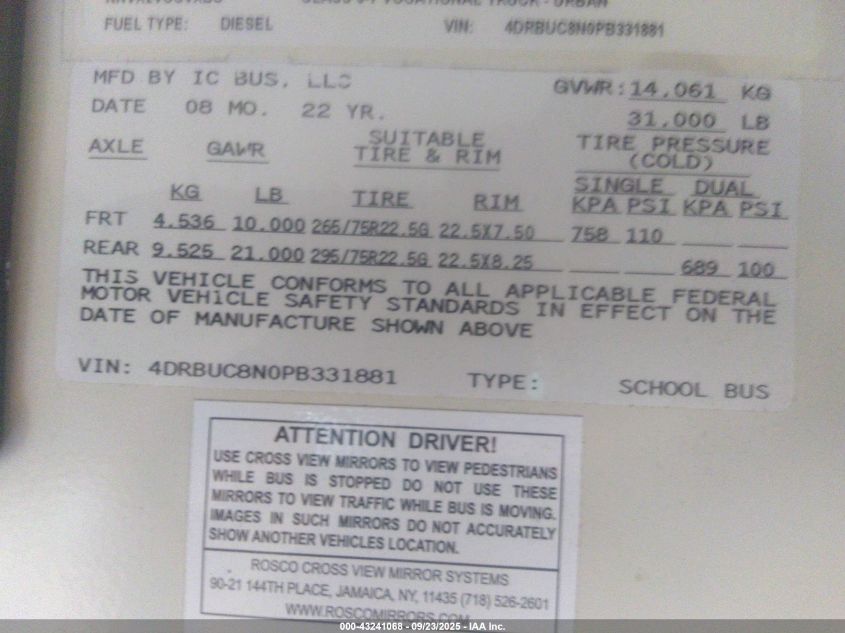 FUEL TYPE: DIESEL VIN: 4DRBUC8N0PB331881
MFD BY IC BUS, LLC GVWR: 14,061 KG
DATE 08 MO. 22 YR. 31,000 LB
AXLE GAWR SUITABLE TIRE & RIM TIRE PRESSURE (COLD)
SINGLE DUAL
KG LB TIRE RIM KPA PSI KPA PSI
FRT 4,536 10,000 265/75R22.5G 22.5X7.50 758 110
REAR 9,525 21,000 295/75R22.5G 22.5X8.25 689 100
THIS VEHICLE CONFORMS TO ALL APPLICABLE FEDERAL
MOTOR VEHICLE SAFETY STANDARDS IN EFFECT ON THE
DATE OF MANUFACTURE SHOWN ABOVE
VIN: 4DRBUC8N0PB331881 TYPE: SCHOOL BUS
ATTENTION DRIVER!
USE CROSS VIEW MIRRORS TO VIEW PEDESTRIANS
WHILE BUS IS STOPPED DO NOT USE THESE
MIRRORS TO VIEW TRAFFIC WHILE BUS IS MOVING.
IMAGES IN SUCH MIRRORS DO NOT ACCURATELY
SHOW ANOTHER VEHICLES LOCATION.
ROSCO CROSS VIEW MIRROR SYSTEMS
90-21 144TH PLACE, JAMAICA, NY, 11435 (718) 526-2601
WWW.ROSCOMIRRORS.COM
000-43241068 - 09/23/2025 - IAA Inc.